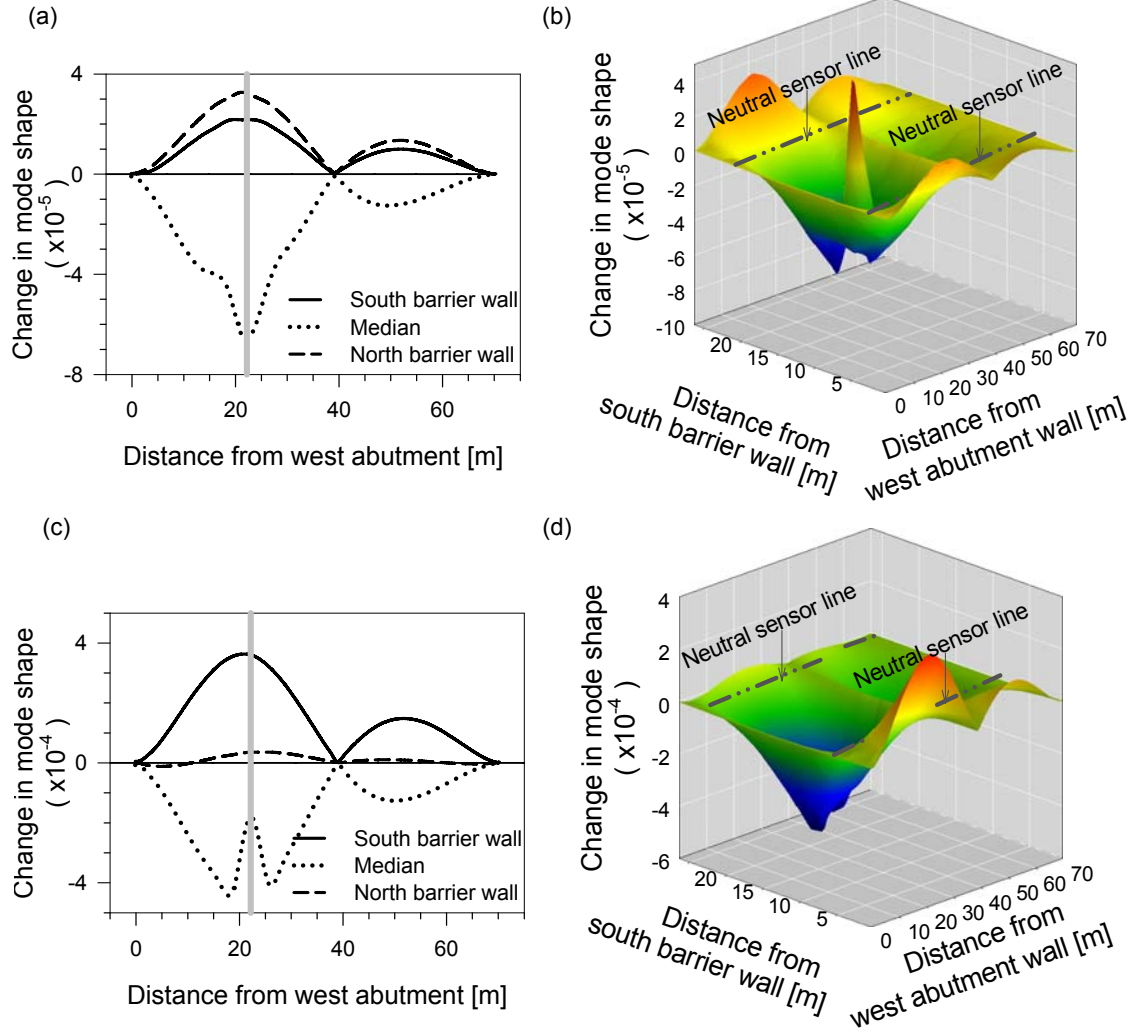 (a)
Change in mode shape
( x10-5)
4
0
-4
-8
South barrier wall
Median
North barrier wall
0
20
40
60
Distance from west abutment [m]
(b)
Change in mode shape
( x10-5)
4
2
0
-2
-4
-6
-8
-10
Neutral sensor line
Neutral sensor line
20
15
10
5
0
10
20
30
40
50
60
70
Distance from
south barrier wall [m]
Distance from
west abutment wall [m]
(c)
Change in mode shape
( x10-4)
4
0
-4
South barrier wall
Median
North barrier wall
0
20
40
60
Distance from west abutment [m]
(d)
Change in mode shape
( x10-4)
4
2
0
-2
-4
-6
Neutral sensor line
Neutral sensor line
20
15
10
5
0
10
20
30
40
50
60
70
Distance from
south barrier wall [m]
Distance from
west abutment wall [m]